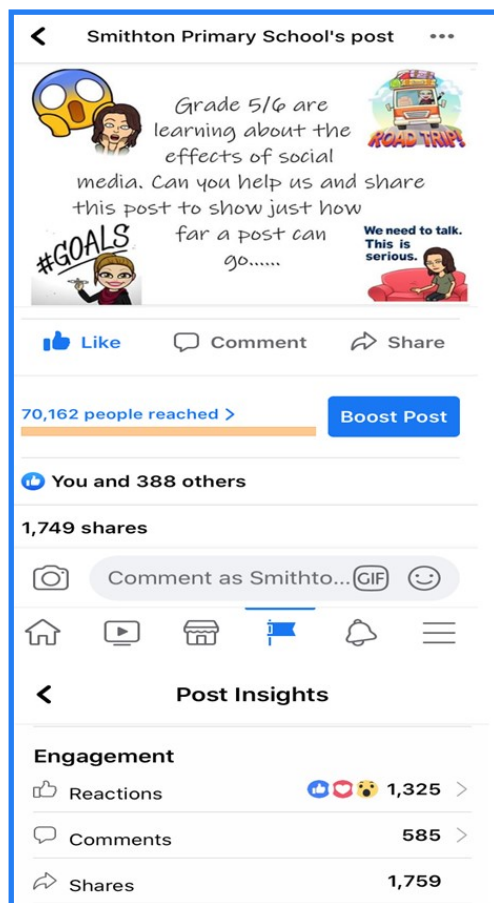 Smithton Primary School's post
Grade 5/6 are
learning about the
effects of social
media. Can you help us and share
this post to show just how
far a post can
go......
ROAD TRIP!
#GOALS
We need to talk.
This is
serious.
Like
Comment
Share
70,162 people reached >
Boost Post
You and 388 others
1,749 shares
Comment as Smithto...
GIF
Post Insights
Engagement
Reactions 1,325 >
Comments 585 >
Shares 1,759